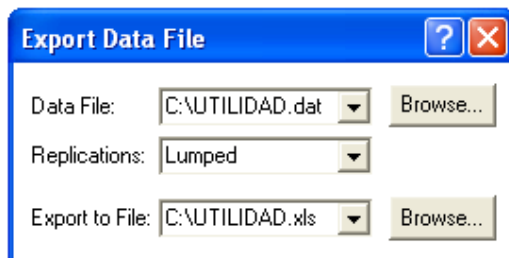 Export Data File
Data File: C:\UTILIDAD.dat Browse...
Replications: Lumped
Export to File: C:\UTILIDAD.xls Browse...